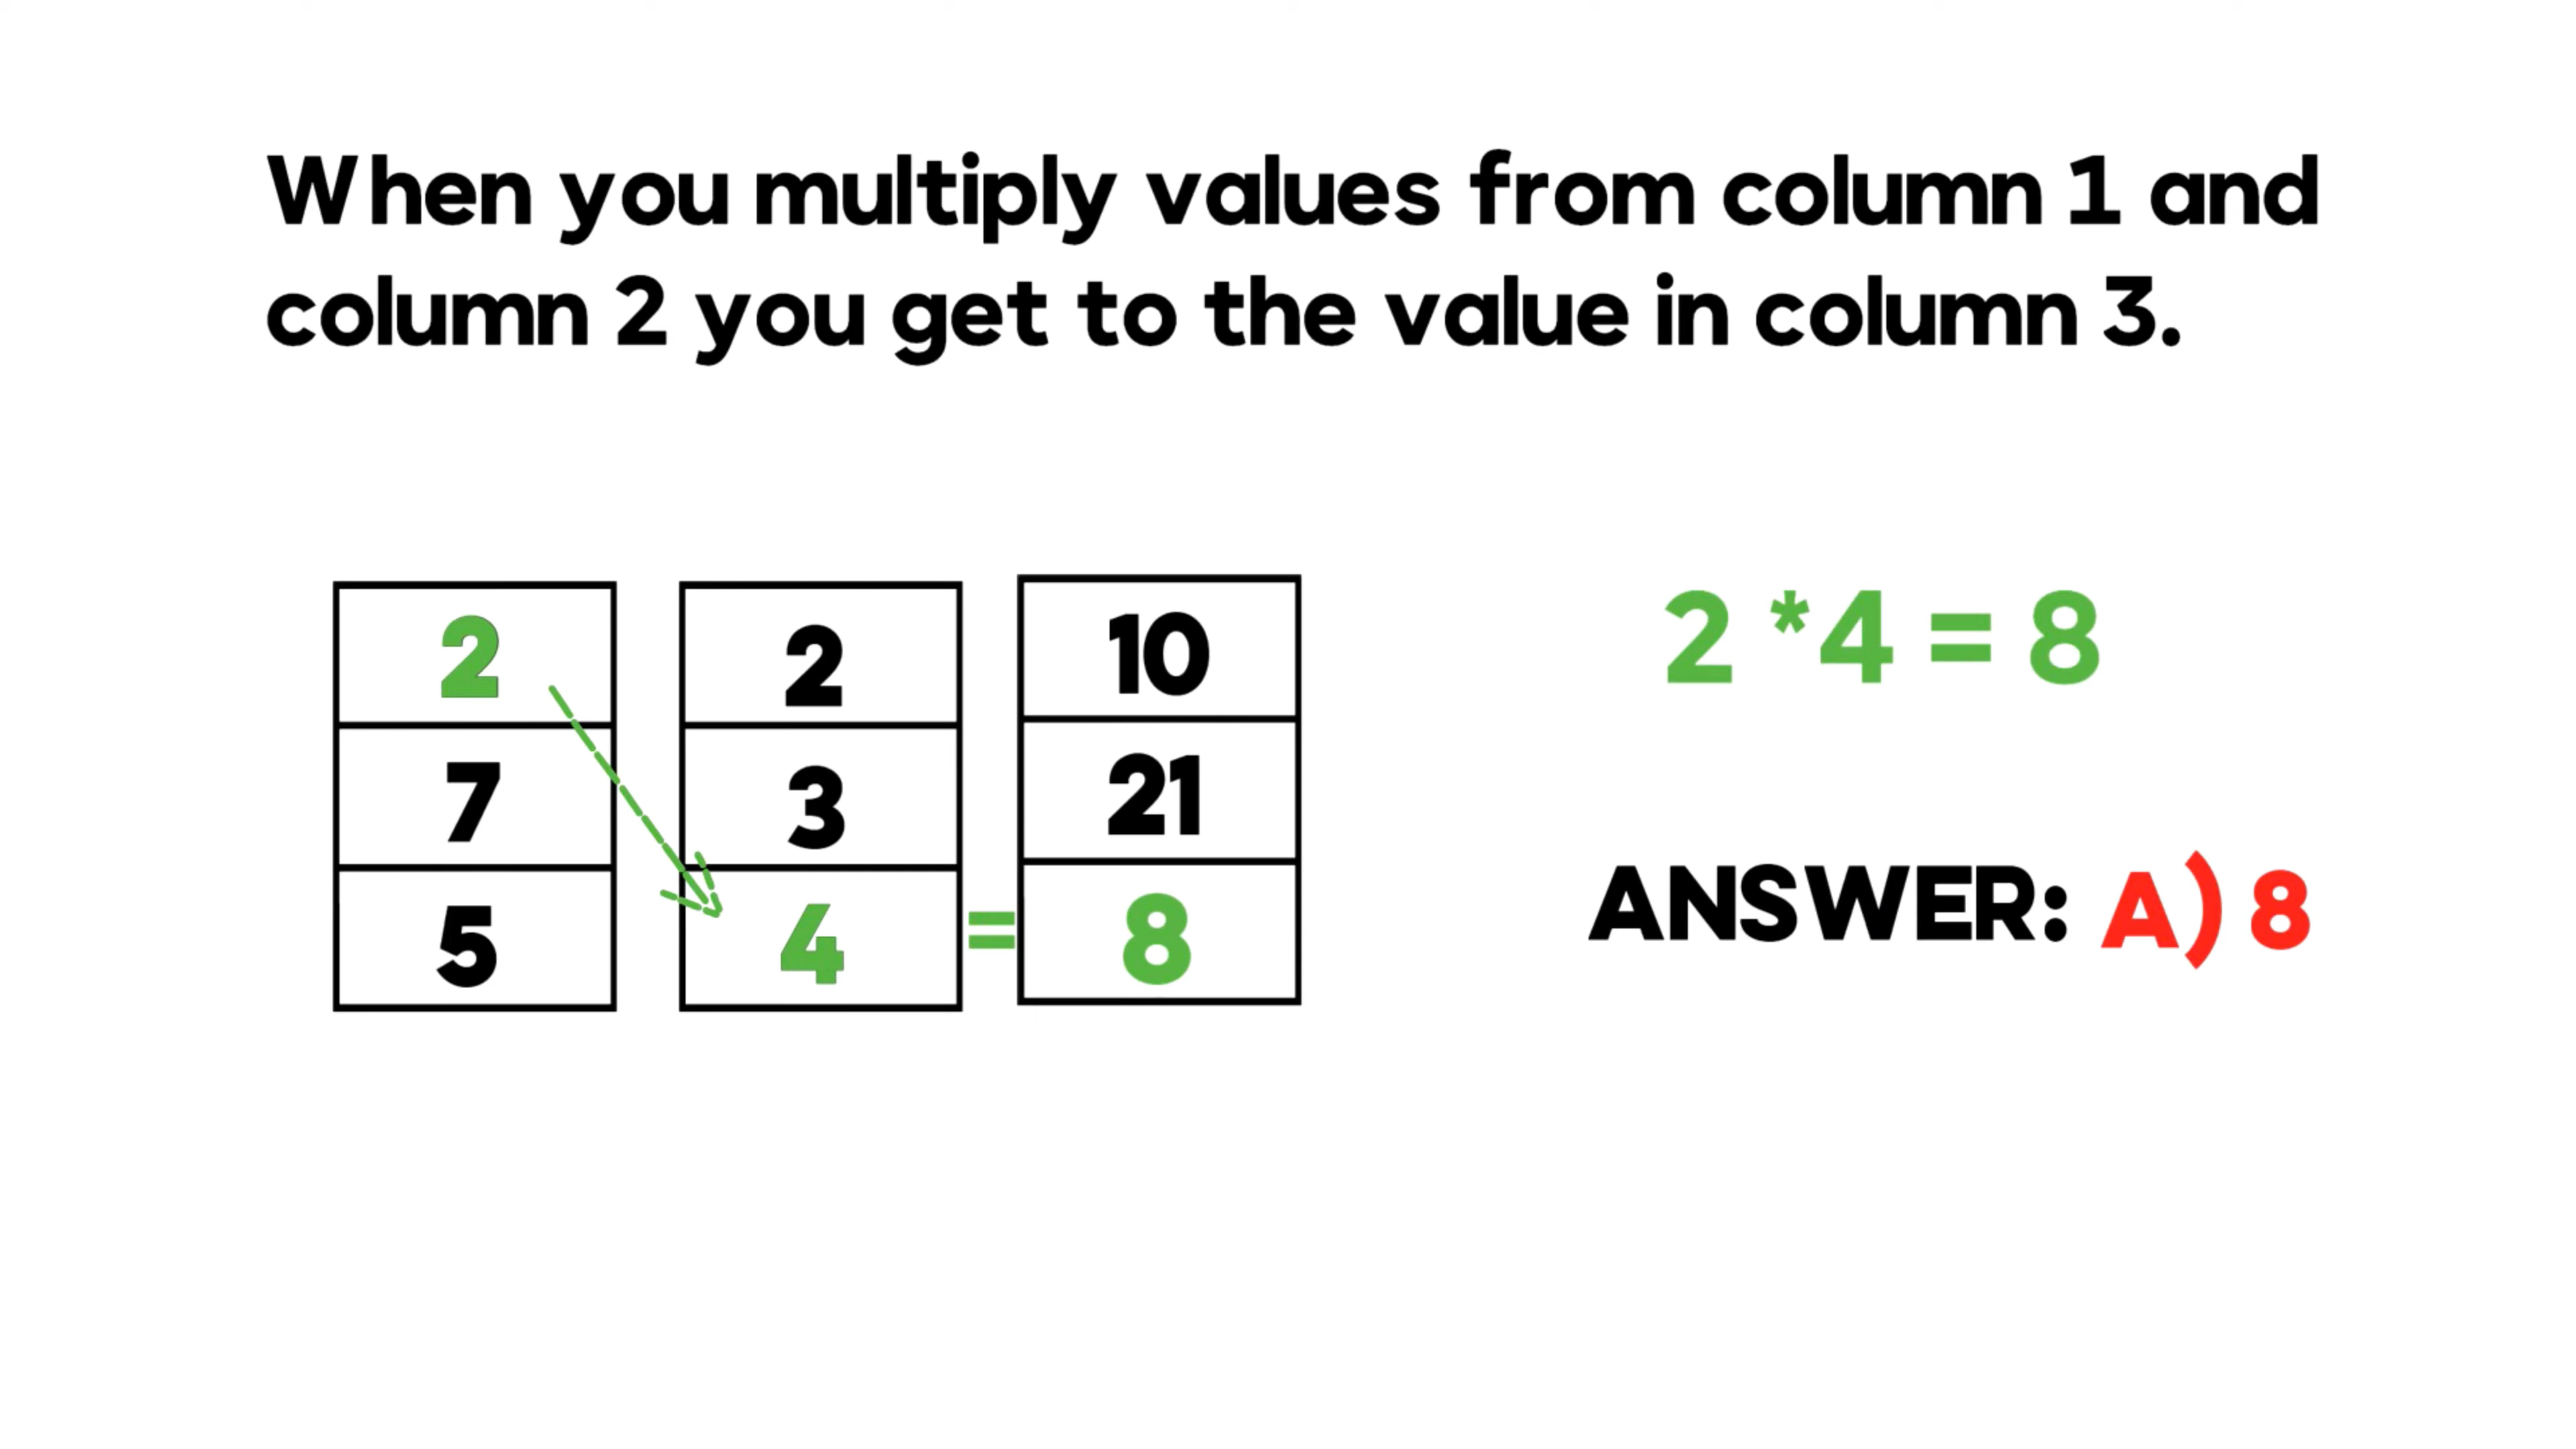 When you multiply values from column 1 and
column 2 you get to the value in column 3.
2 2 10
7 3 21
5 4 = 8
2 *4 = 8
ANSWER: A) 8